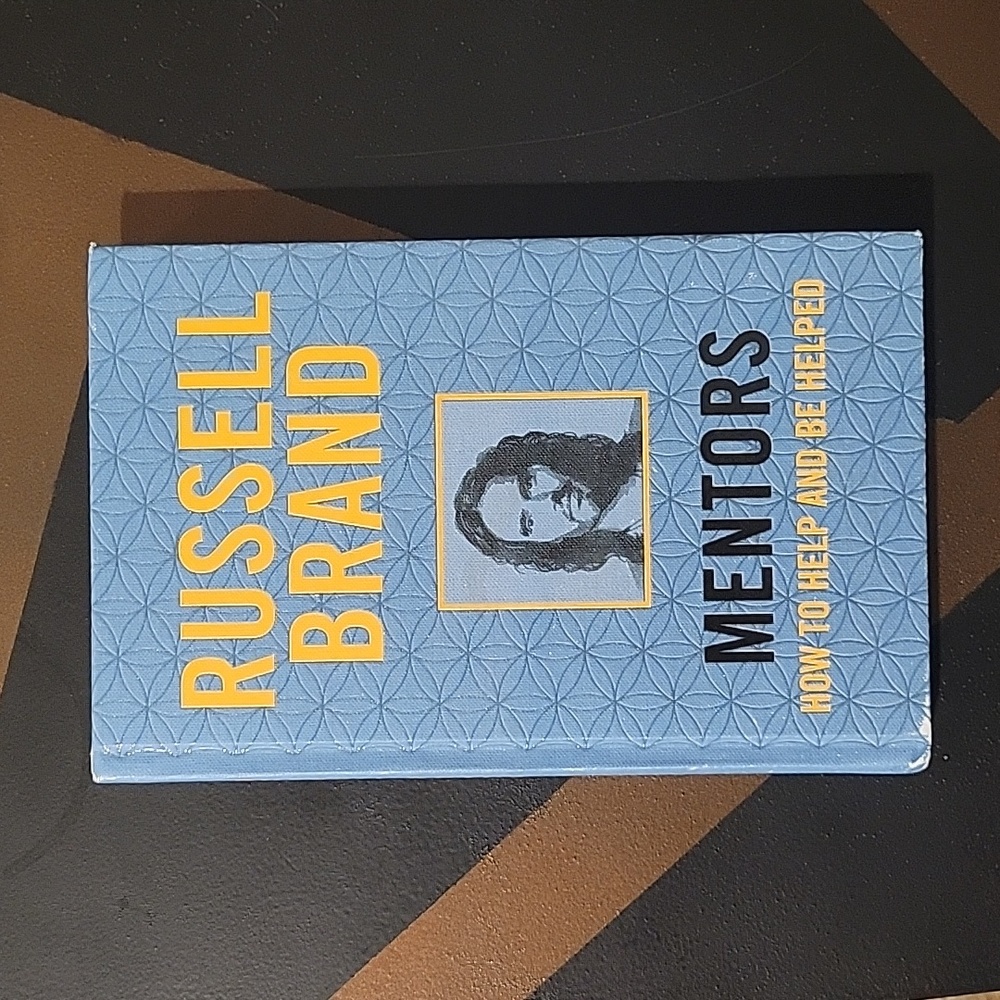 RUSSELL
BRAND
MENTORS
HOW TO HELP AND BE HELPED